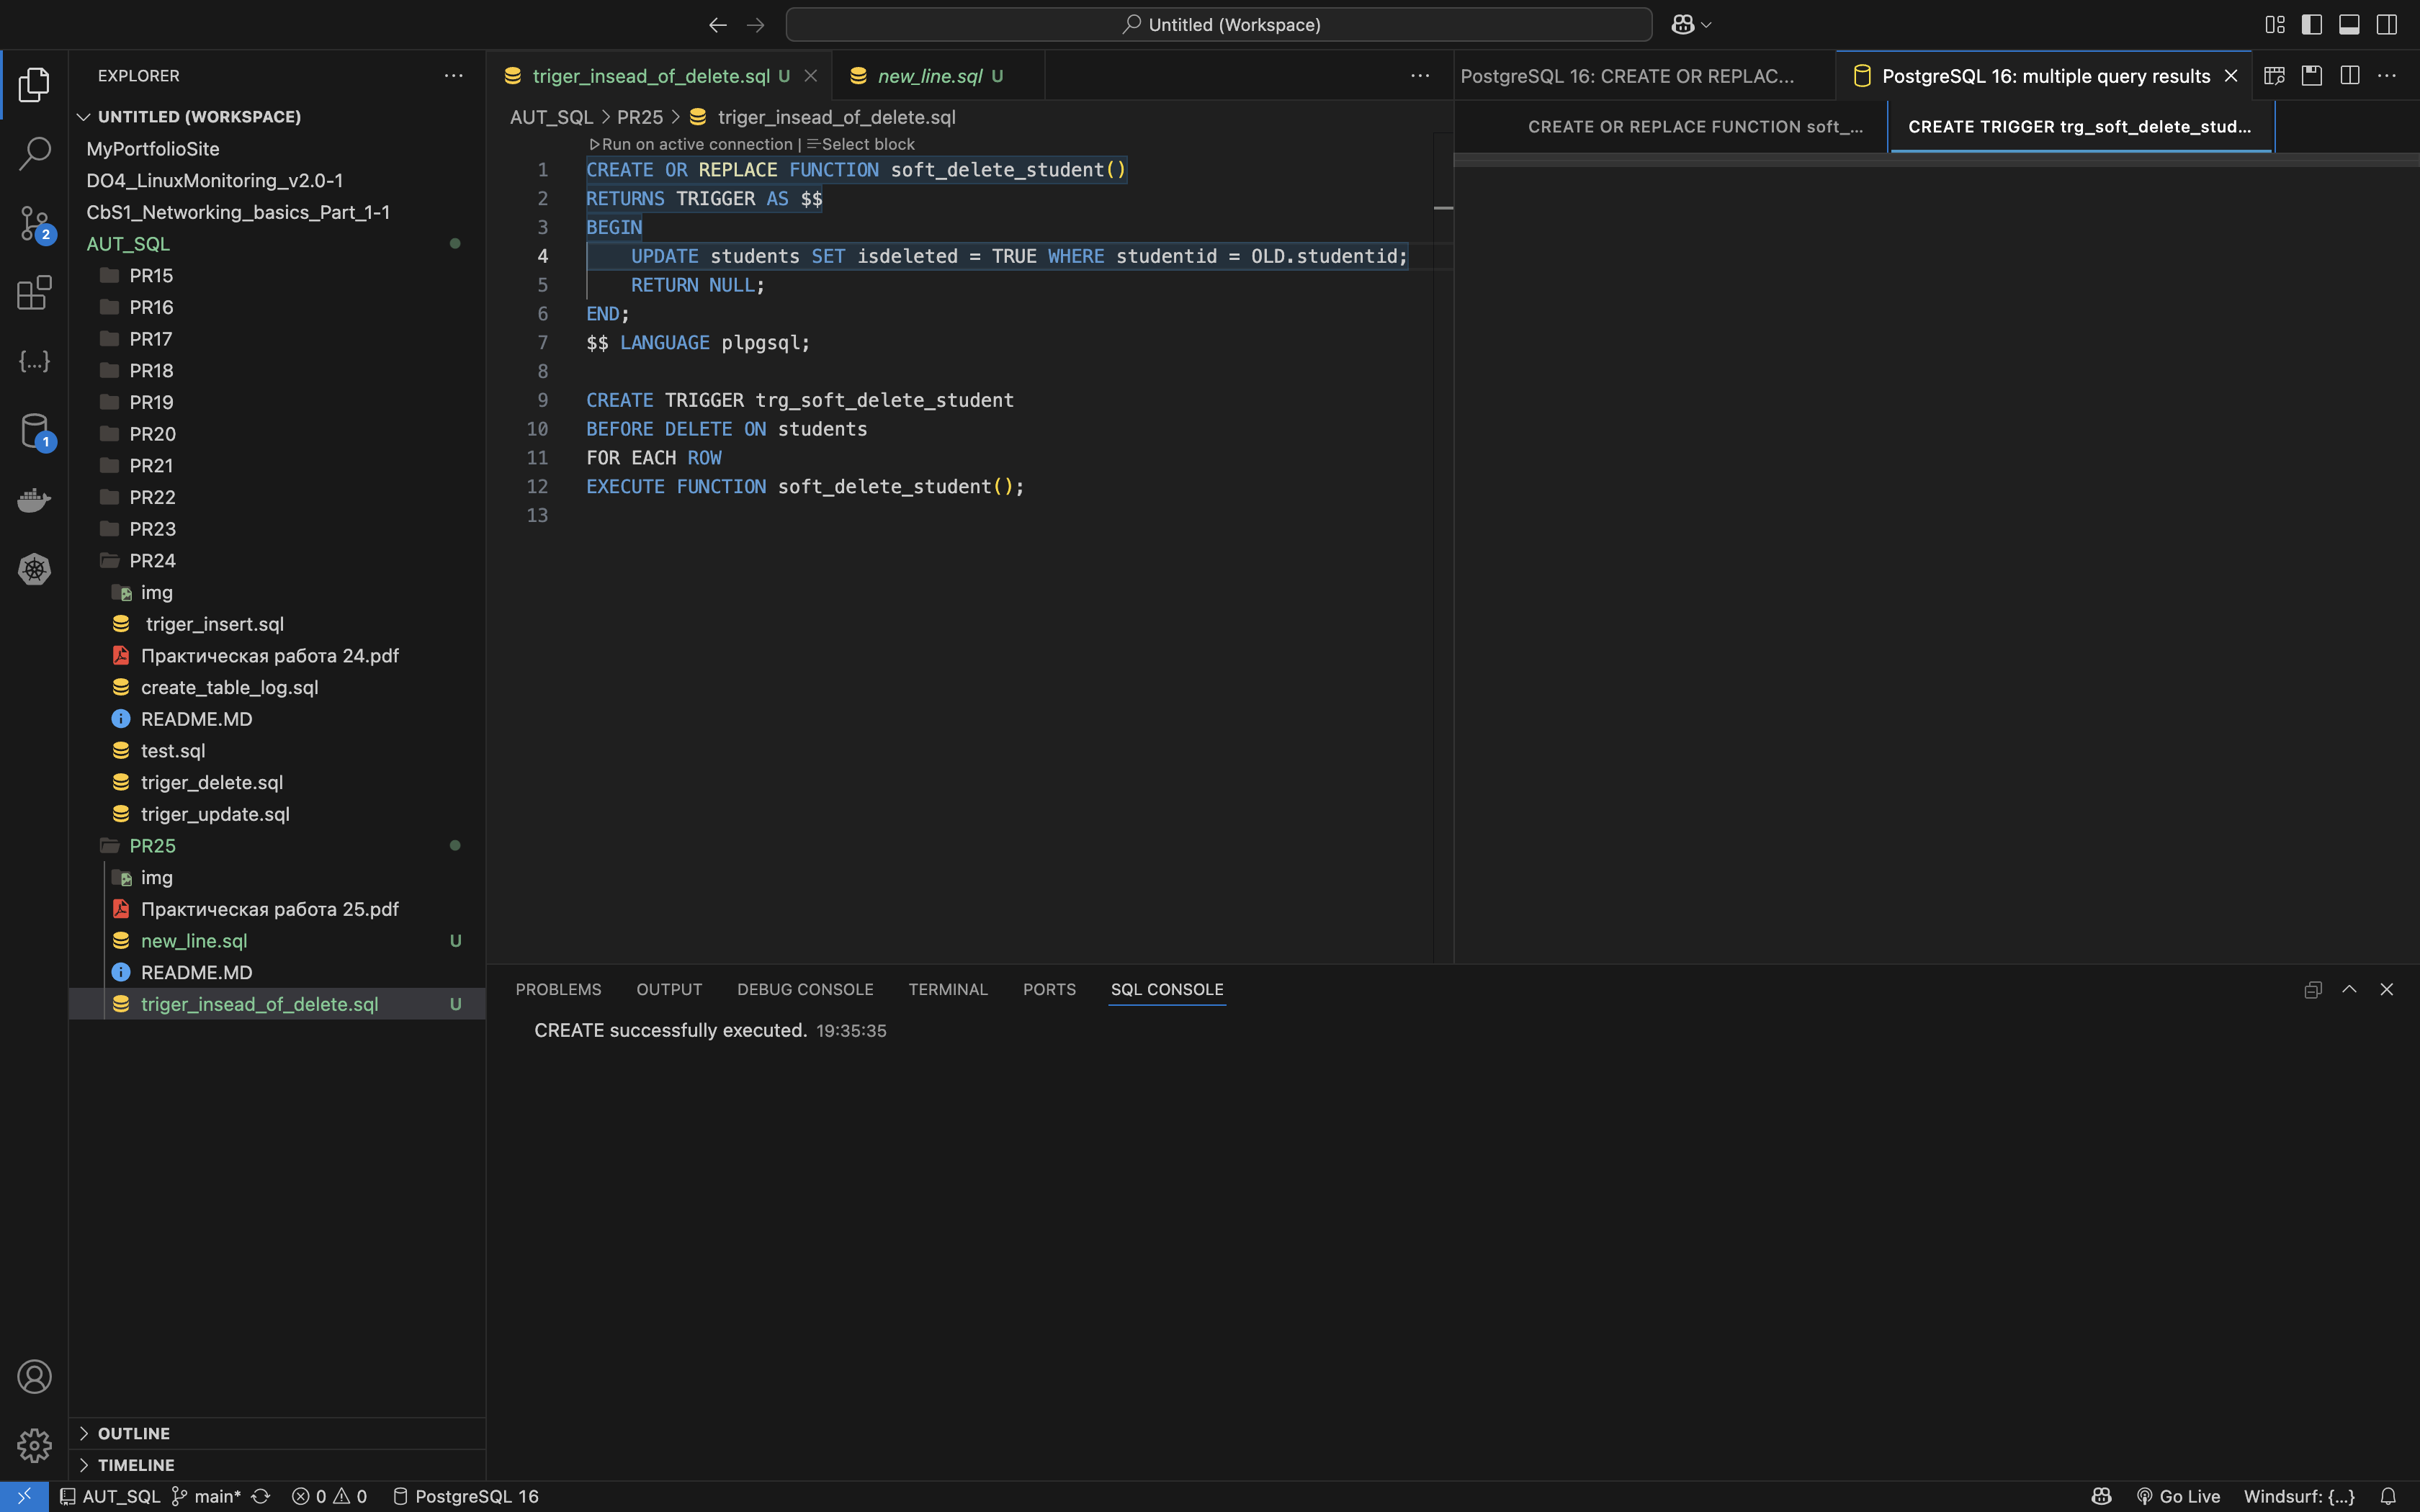 Untitled (Workspace)
EXPLORER
UNTITLED (WORKSPACE)
MyPortfolioSite
DO4_LinuxMonitoring_v2.0-1
CbS1_Networking_basics_Part_1-1
AUT_SQL
PR15
PR16
PR17
PR18
PR19
PR20
PR21
PR22
PR23
PR24
img
triger_insert.sql
Практическая работа 24.pdf
create_table_log.sql
README.MD
test.sql
triger_delete.sql
triger_update.sql
PR25
img
Практическая работа 25.pdf
new_line.sql U
README.MD
triger_insead_of_delete.sql U
OUTLINE
TIMELINE
2
1
triger_insead_of_delete.sql U
new_line.sql U
AUT_SQL > PR25 > triger_insead_of_delete.sql
Run on active connection | Select block
1 CREATE OR REPLACE FUNCTION soft_delete_student()
2 RETURNS TRIGGER AS $$
3 BEGIN
4 UPDATE students SET isdeleted = TRUE WHERE studentid = OLD.studentid;
5 RETURN NULL;
6 END;
7 $$ LANGUAGE plpgsql;
8
9 CREATE TRIGGER trg_soft_delete_student
10 BEFORE DELETE ON students
11 FOR EACH ROW
12 EXECUTE FUNCTION soft_delete_student();
13
PostgreSQL 16: CREATE OR REPLAC...
PostgreSQL 16: multiple query results
CREATE OR REPLACE FUNCTION soft_...
CREATE TRIGGER trg_soft_delete_stud...
PROBLEMS OUTPUT DEBUG CONSOLE TERMINAL PORTS SQL CONSOLE
CREATE successfully executed. 19:35:35
AUT_SQL main* 0 0 PostgreSQL 16
Go Live Windsurf: {...}